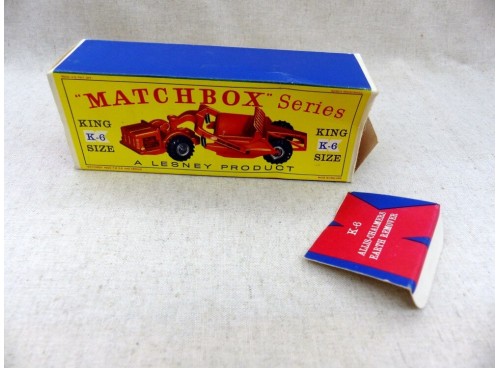 "MATCHBOX" Series
KING
K-6
SIZE
KING
K-6
SIZE
A LESNEY PRODUCT
K-6
ALLIS-CHALMERS
EARTH REMOVER